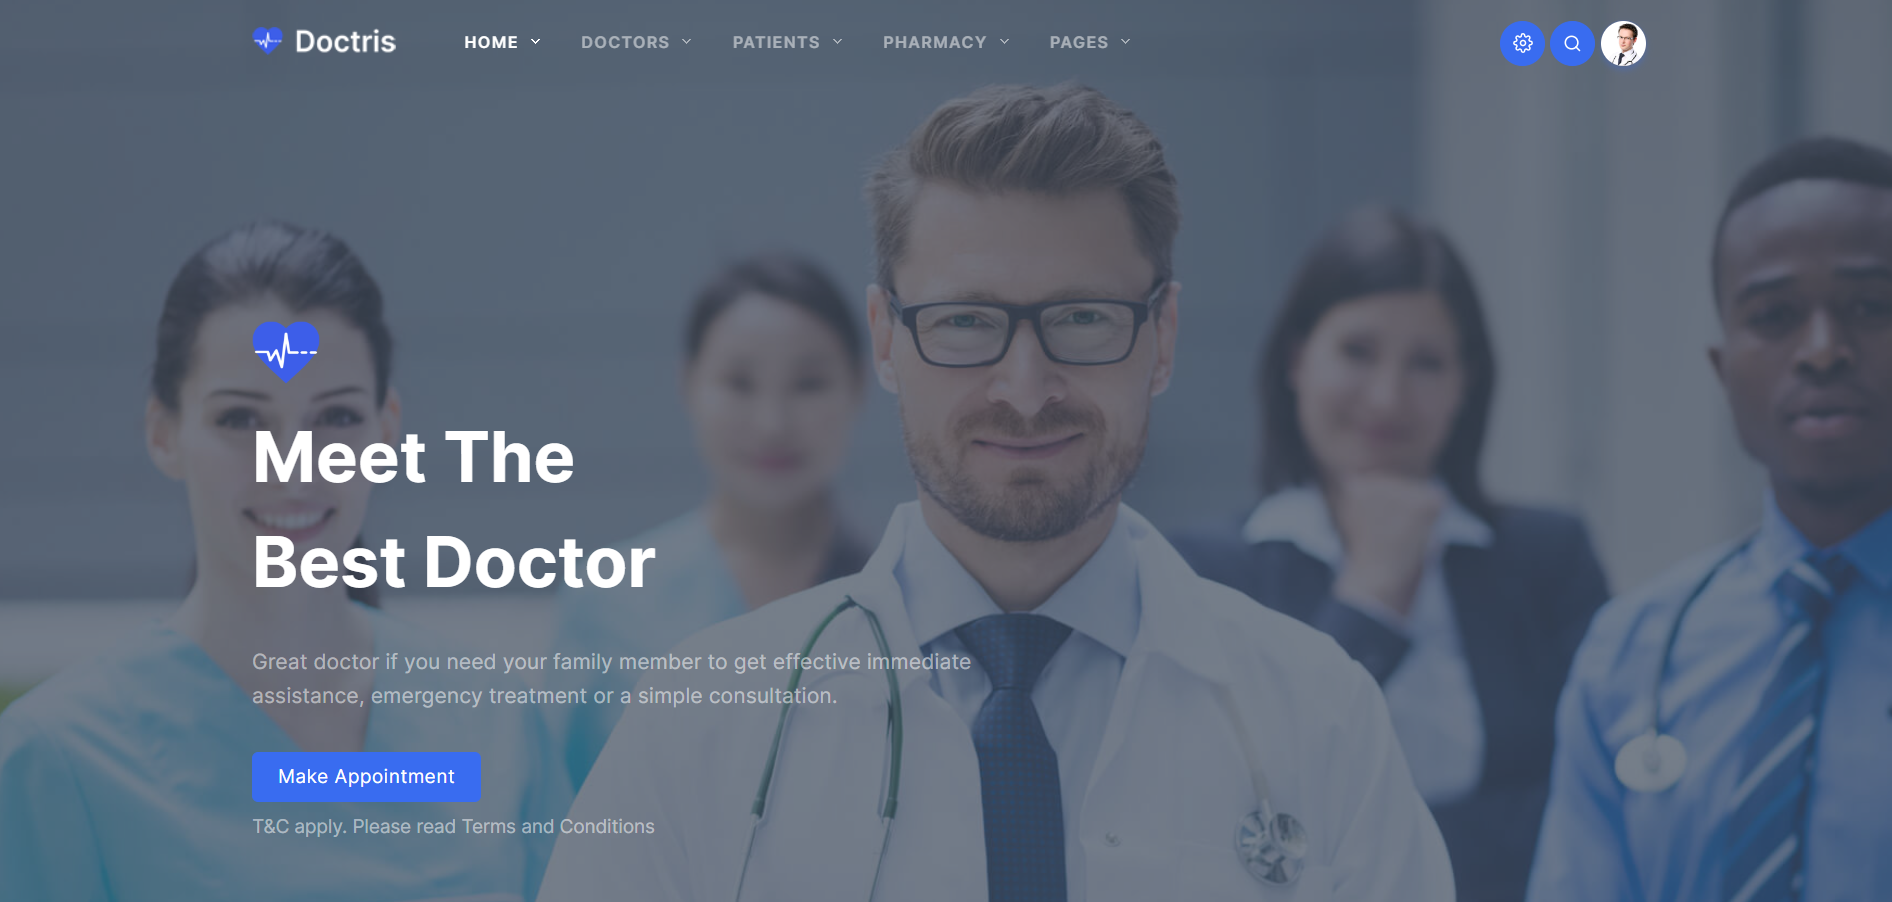 Doctris
HOME
DOCTORS
PATIENTS
PHARMACY
PAGES
Meet The
Best Doctor
Great doctor if you need your family member to get effective immediate
assistance, emergency treatment or a simple consultation.
Make Appointment
T&C apply. Please read Terms and Conditions